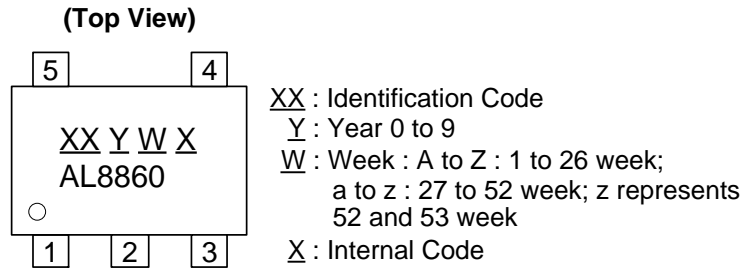 (Top View)
5 4
XX Y W X
AL8860
1 2 3
XX : Identification Code
Y : Year 0 to 9
W : Week : A to Z : 1 to 26 week;
a to z : 27 to 52 week; z represents
52 and 53 week
X : Internal Code